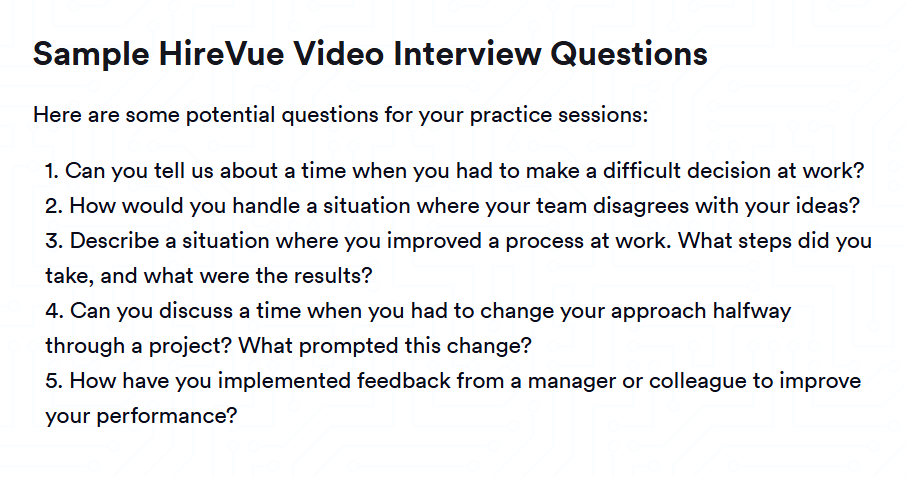 Sample HireVue Video Interview Questions
Here are some potential questions for your practice sessions:
1. Can you tell us about a time when you had to make a difficult decision at work?
2. How would you handle a situation where your team disagrees with your ideas?
3. Describe a situation where you improved a process at work. What steps did you
take, and what were the results?
4. Can you discuss a time when you had to change your approach halfway
through a project? What prompted this change?
5. How have you implemented feedback from a manager or colleague to improve
your performance?